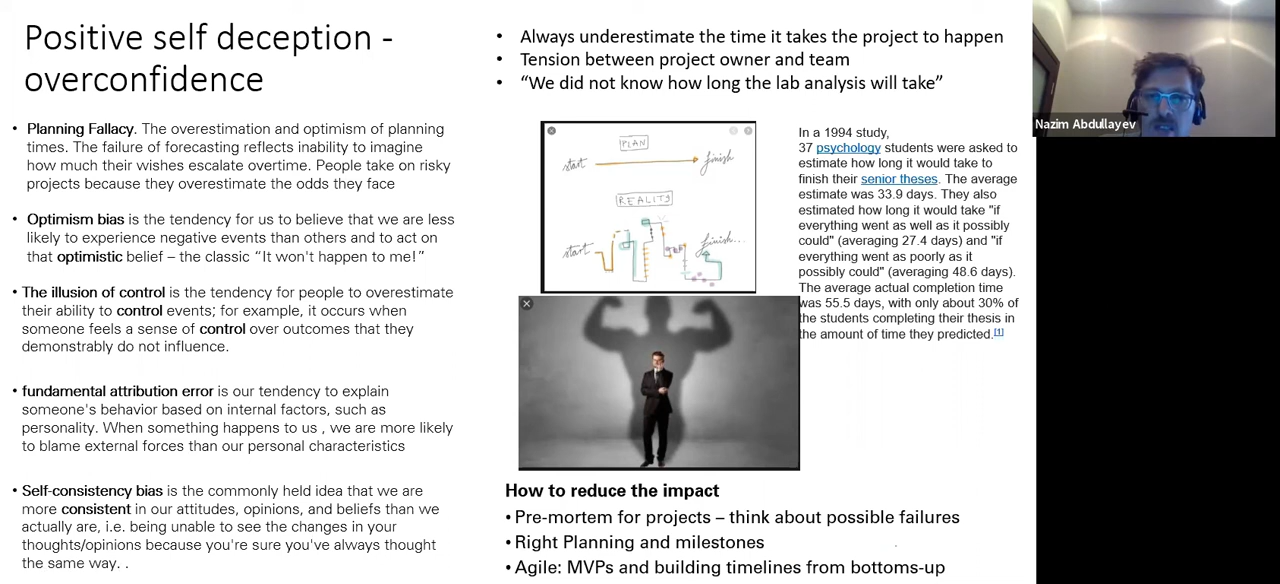 Positive self deception -
overconfidence
• Planning Fallacy. The overestimation and optimism of planning
times. The failure of forecasting reflects inability to imagine
how much their wishes escalate overtime. People take on risky
projects because they overestimate the odds they face
• Optimism bias is the tendency for us to believe that we are less
likely to experience negative events than others and to act on
that optimistic belief – the classic “It won't happen to me!”
• The illusion of control is the tendency for people to overestimate
their ability to control events; for example, it occurs when
someone feels a sense of control over outcomes that they
demonstrably do not influence.
• fundamental attribution error is our tendency to explain
someone's behavior based on internal factors, such as
personality. When something happens to us , we are more likely
to blame external forces than our personal characteristics
• Self-consistency bias is the commonly held idea that we are
more consistent in our attitudes, opinions, and beliefs than we
actually are, i.e. being unable to see the changes in your
thoughts/opinions because you're sure you've always thought
the same way. .
• Always underestimate the time it takes the project to happen
• Tension between project owner and team
• “We did not know how long the lab analysis will take”
PLAN
start finish
REALITY
start finish...
In a 1994 study,
37 psychology students were asked to
estimate how long it would take to
finish their senior theses. The average
estimate was 33.9 days. They also
estimated how long it would take "if
everything went as well as it possibly
could" (averaging 27.4 days) and "if
everything went as poorly as it
possibly could" (averaging 48.6 days).
The average actual completion time
was 55.5 days, with only about 30% of
the students completing their thesis in
the amount of time they predicted.[1]
How to reduce the impact
• Pre-mortem for projects – think about possible failures
• Right Planning and milestones
• Agile: MVPs and building timelines from bottoms-up
Nazim Abdullayev